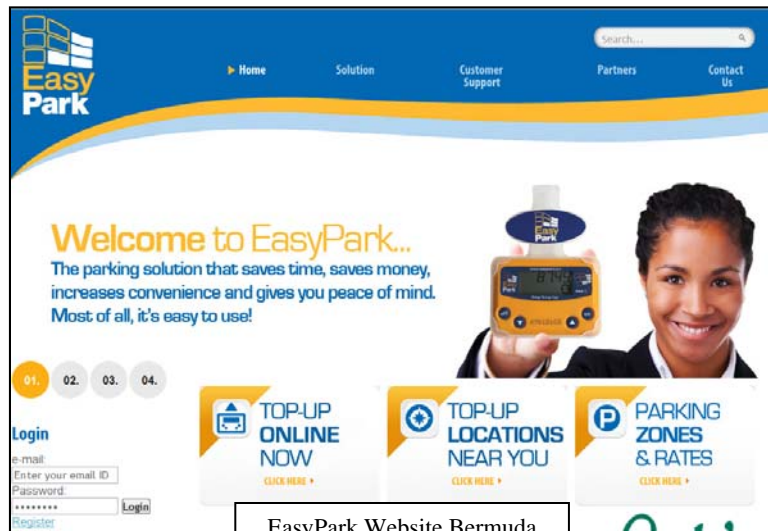 Easy
Park
Search...
Home
Solution
Customer
Support
Partners
Contact
Us
Welcome to EasyPark...
The parking solution that saves time, saves money,
increases convenience and gives you peace of mind.
Most of all, it's easy to use!
Easy
Park
01.
02.
03.
04.
TOP-UP
ONLINE
NOW
CLICK HERE
TOP-UP
LOCATIONS
NEAR YOU
CLICK HERE
PARKING
ZONES
& RATES
CLICK HERE
Login
e-mail:
Enter your email ID
Password:
••••••••
Login
Register
EasyPark Website Bermuda